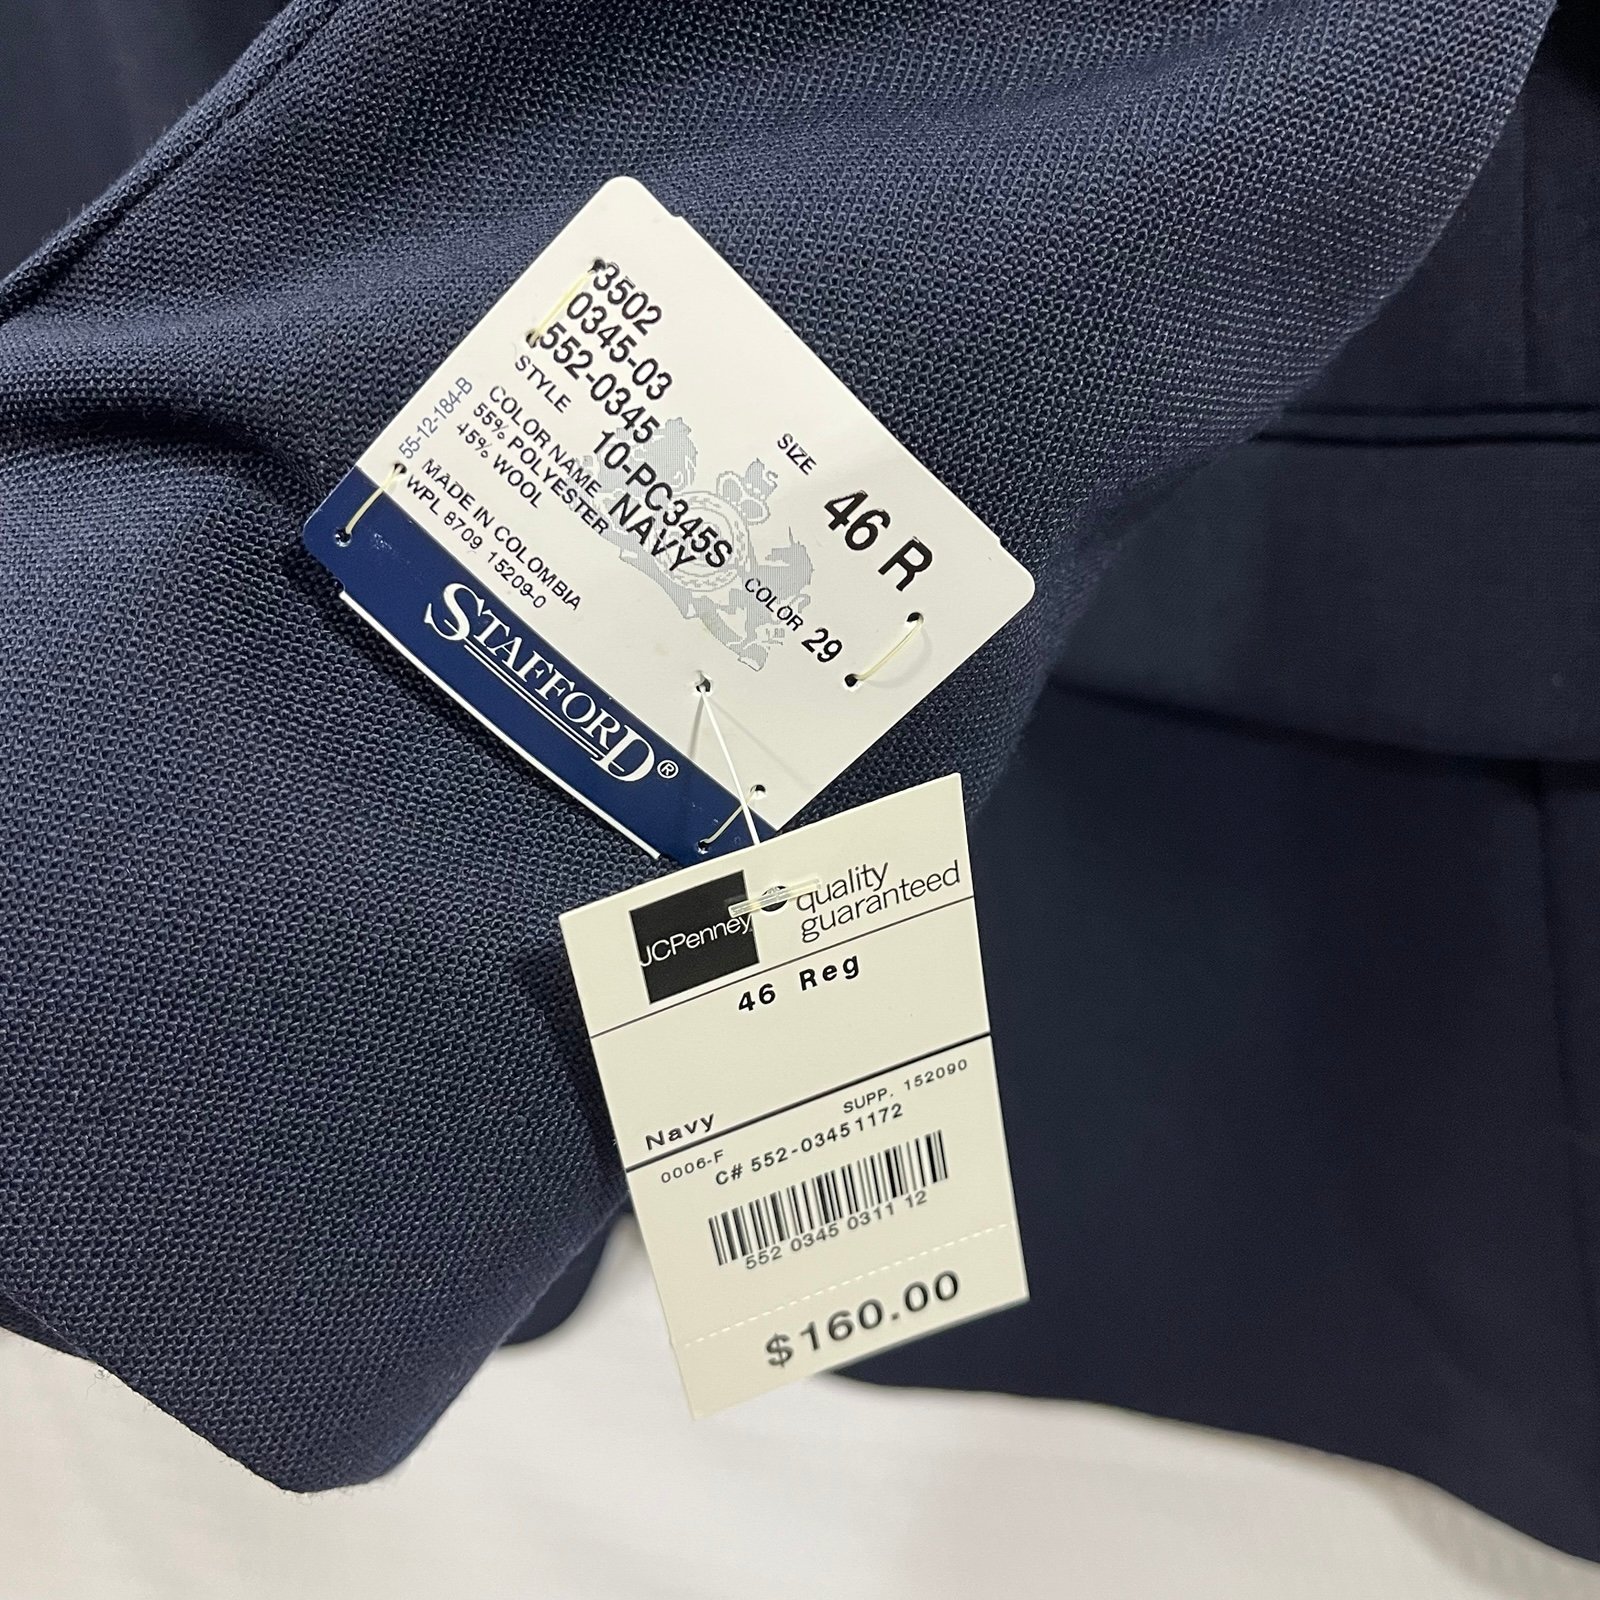 3502
0345-03
552-0345
STYLE 10-PC345S
COLOR NAME NAVY
55% POLYESTER
45% WOOL
55-12-184-B
MADE IN COLOMBIA
WPL 8709 15209-0
SIZE 46 R
COLOR 29
STAFFORD®
JCPenney
quality
guaranteed
46 Reg
Navy
SUPP. 152090
0006-F
C# 552-03451172
552 0345 0311 12
$160.00